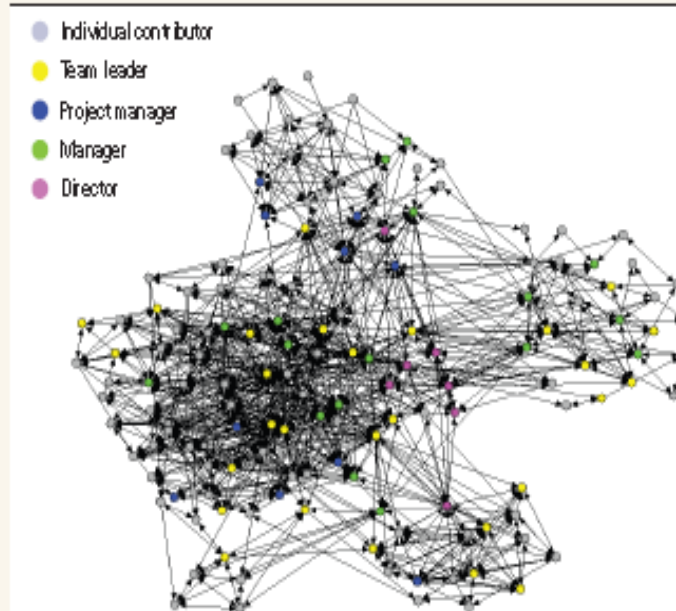 Individual contributor
Team leader
Project manager
Manager
Director